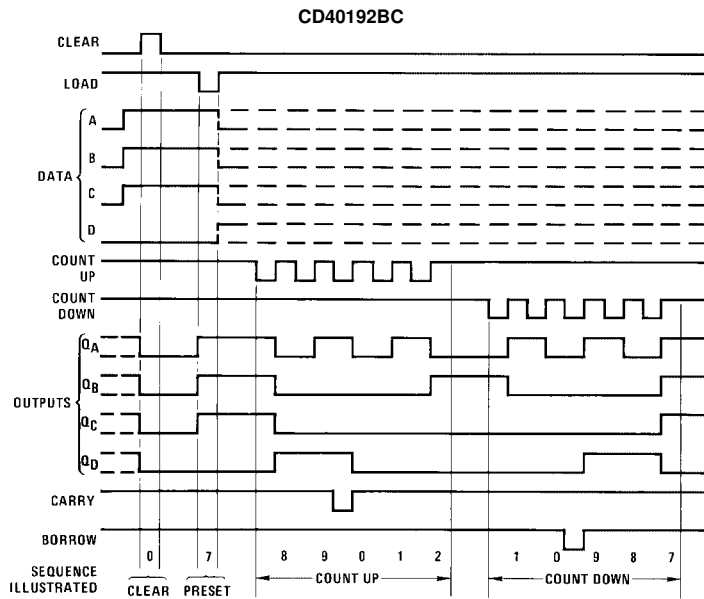 CD40192BC
CLEAR
LOAD
A
B
DATA
C
D
COUNT
UP
COUNT
DOWN
QA
QB
OUTPUTS
QC
QD
CARRY
BORROW
0 7 8 9 0 1 2 1 0 9 8 7
SEQUENCE
ILLUSTRATED
CLEAR PRESET COUNT UP COUNT DOWN